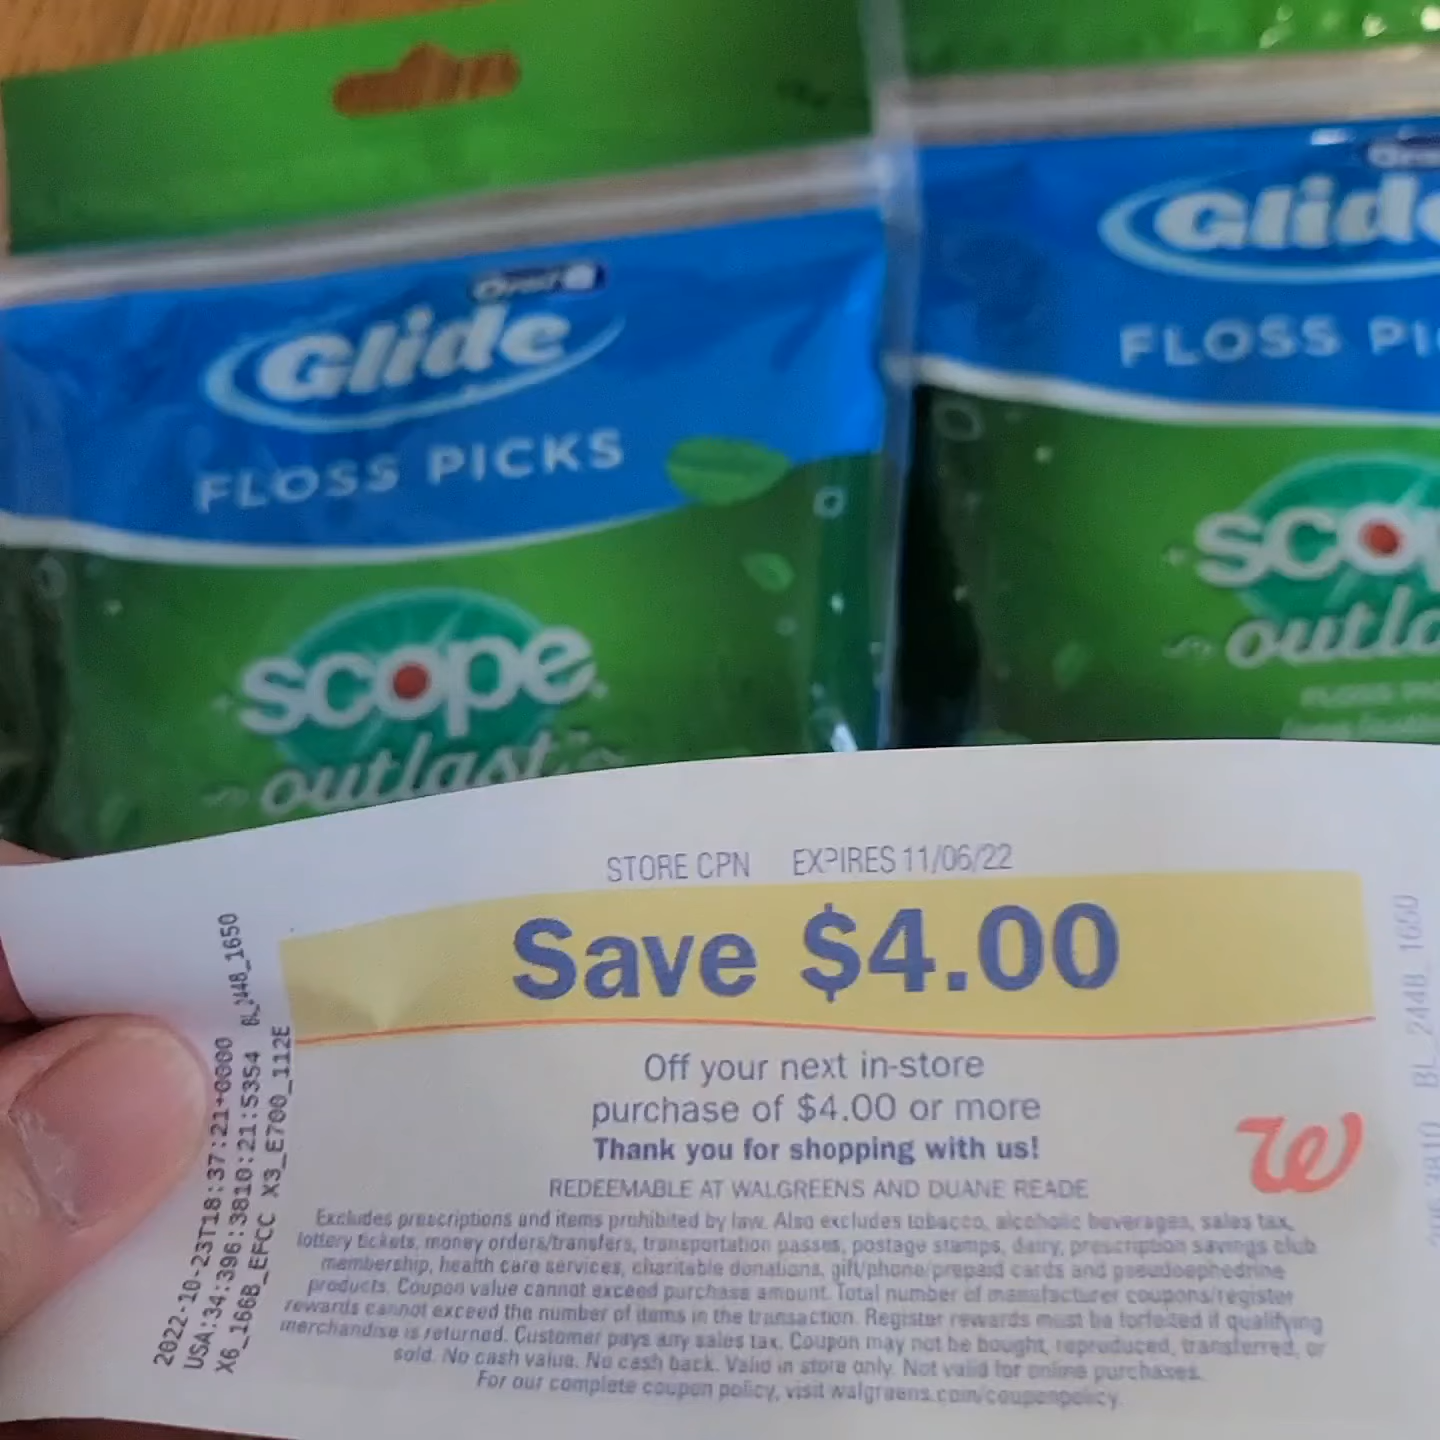 Oral B
Glide
FLOSS PICKS
scope
outlast
Glide
FLOSS
outla
STORE CPN EXPIRES 11/06/22
Save $4.00
Off your next in-store
purchase of $4.00 or more
Thank you for shopping with us!
REDEEMABLE AT WALGREENS AND DUANE READE
Excludes prescriptions and items prohibited by law. Also excludes tobacco, alcoholic beverages, sales tax,
lottery tickets, money orders/transfers, transportation passes, postage stamps, dairy, prescription savings club
membership, health care services, charitable donations, gift/phone/prepaid cards and pseudoephedrine
products. Coupon value cannot exceed purchase amount. Total number of manufacturer coupons/register
rewards cannot exceed the number of items in the transaction. Register rewards must be forfeited if qualifying
merchandise is returned. Customer pays any sales tax. Coupon may not be bought, reproduced, transferred, or
sold. No cash value. No cash back. Valid in store only. Not valid for online purchases.
For our complete coupon policy, visit walgreens.com/couponpolicy.
W
2022-10-23T18:37:21+0000 BL_2448_1650
USA:34:396:3810:21:5354
X6_166B_EFCC X3_E700_112E
BL_2448_1650